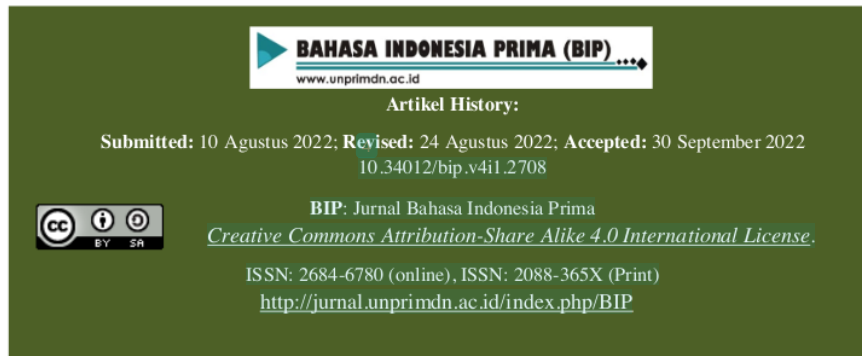 BAHASA INDONESIA PRIMA (BIP)
www.unprimdn.ac.id
Artikel History:
Submitted: 10 Agustus 2022; Revised: 24 Agustus 2022; Accepted: 30 September 2022
10.34012/bip.v4i1.2708
BIP: Jurnal Bahasa Indonesia Prima
cc BY SA
Creative Commons Attribution-Share Alike 4.0 International License.
ISSN: 2684-6780 (online), ISSN: 2088-365X (Print)
http://jurnal.unprimdn.ac.id/index.php/BIP